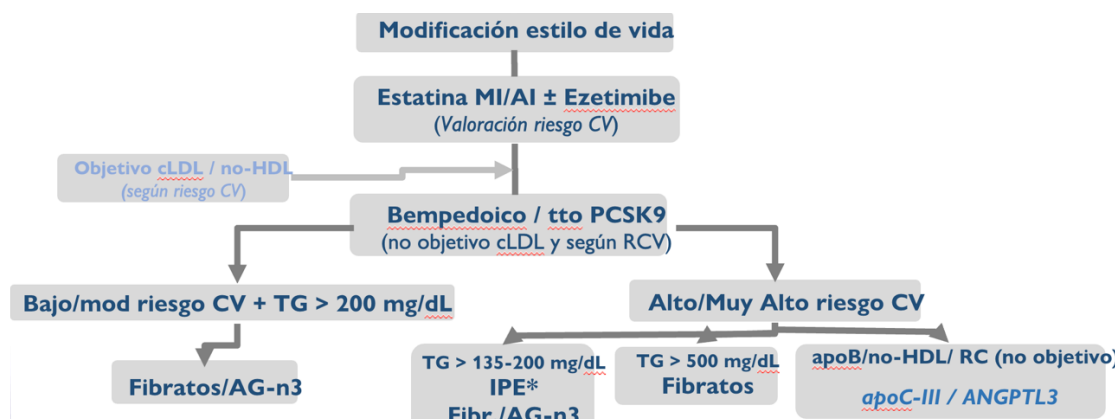 Modificación estilo de vida
Estatina MI/AI ± Ezetimibe
(Valoración riesgo CV)
Objetivo cLDL / no-HDL
(según riesgo CV)
Bempedoico / tto PCSK9
(no objetivo cLDL y según RCV)
Bajo/mod riesgo CV + TG > 200 mg/dL
Alto/Muy Alto riesgo CV
Fibratos/AG-n3
TG > 135-200 mg/dL
IPE*
Fibr./AG-n3
TG > 500 mg/dL
Fibratos
apoB/no-HDL/ RC (no objetivo)
apoC-III / ANGPTL3